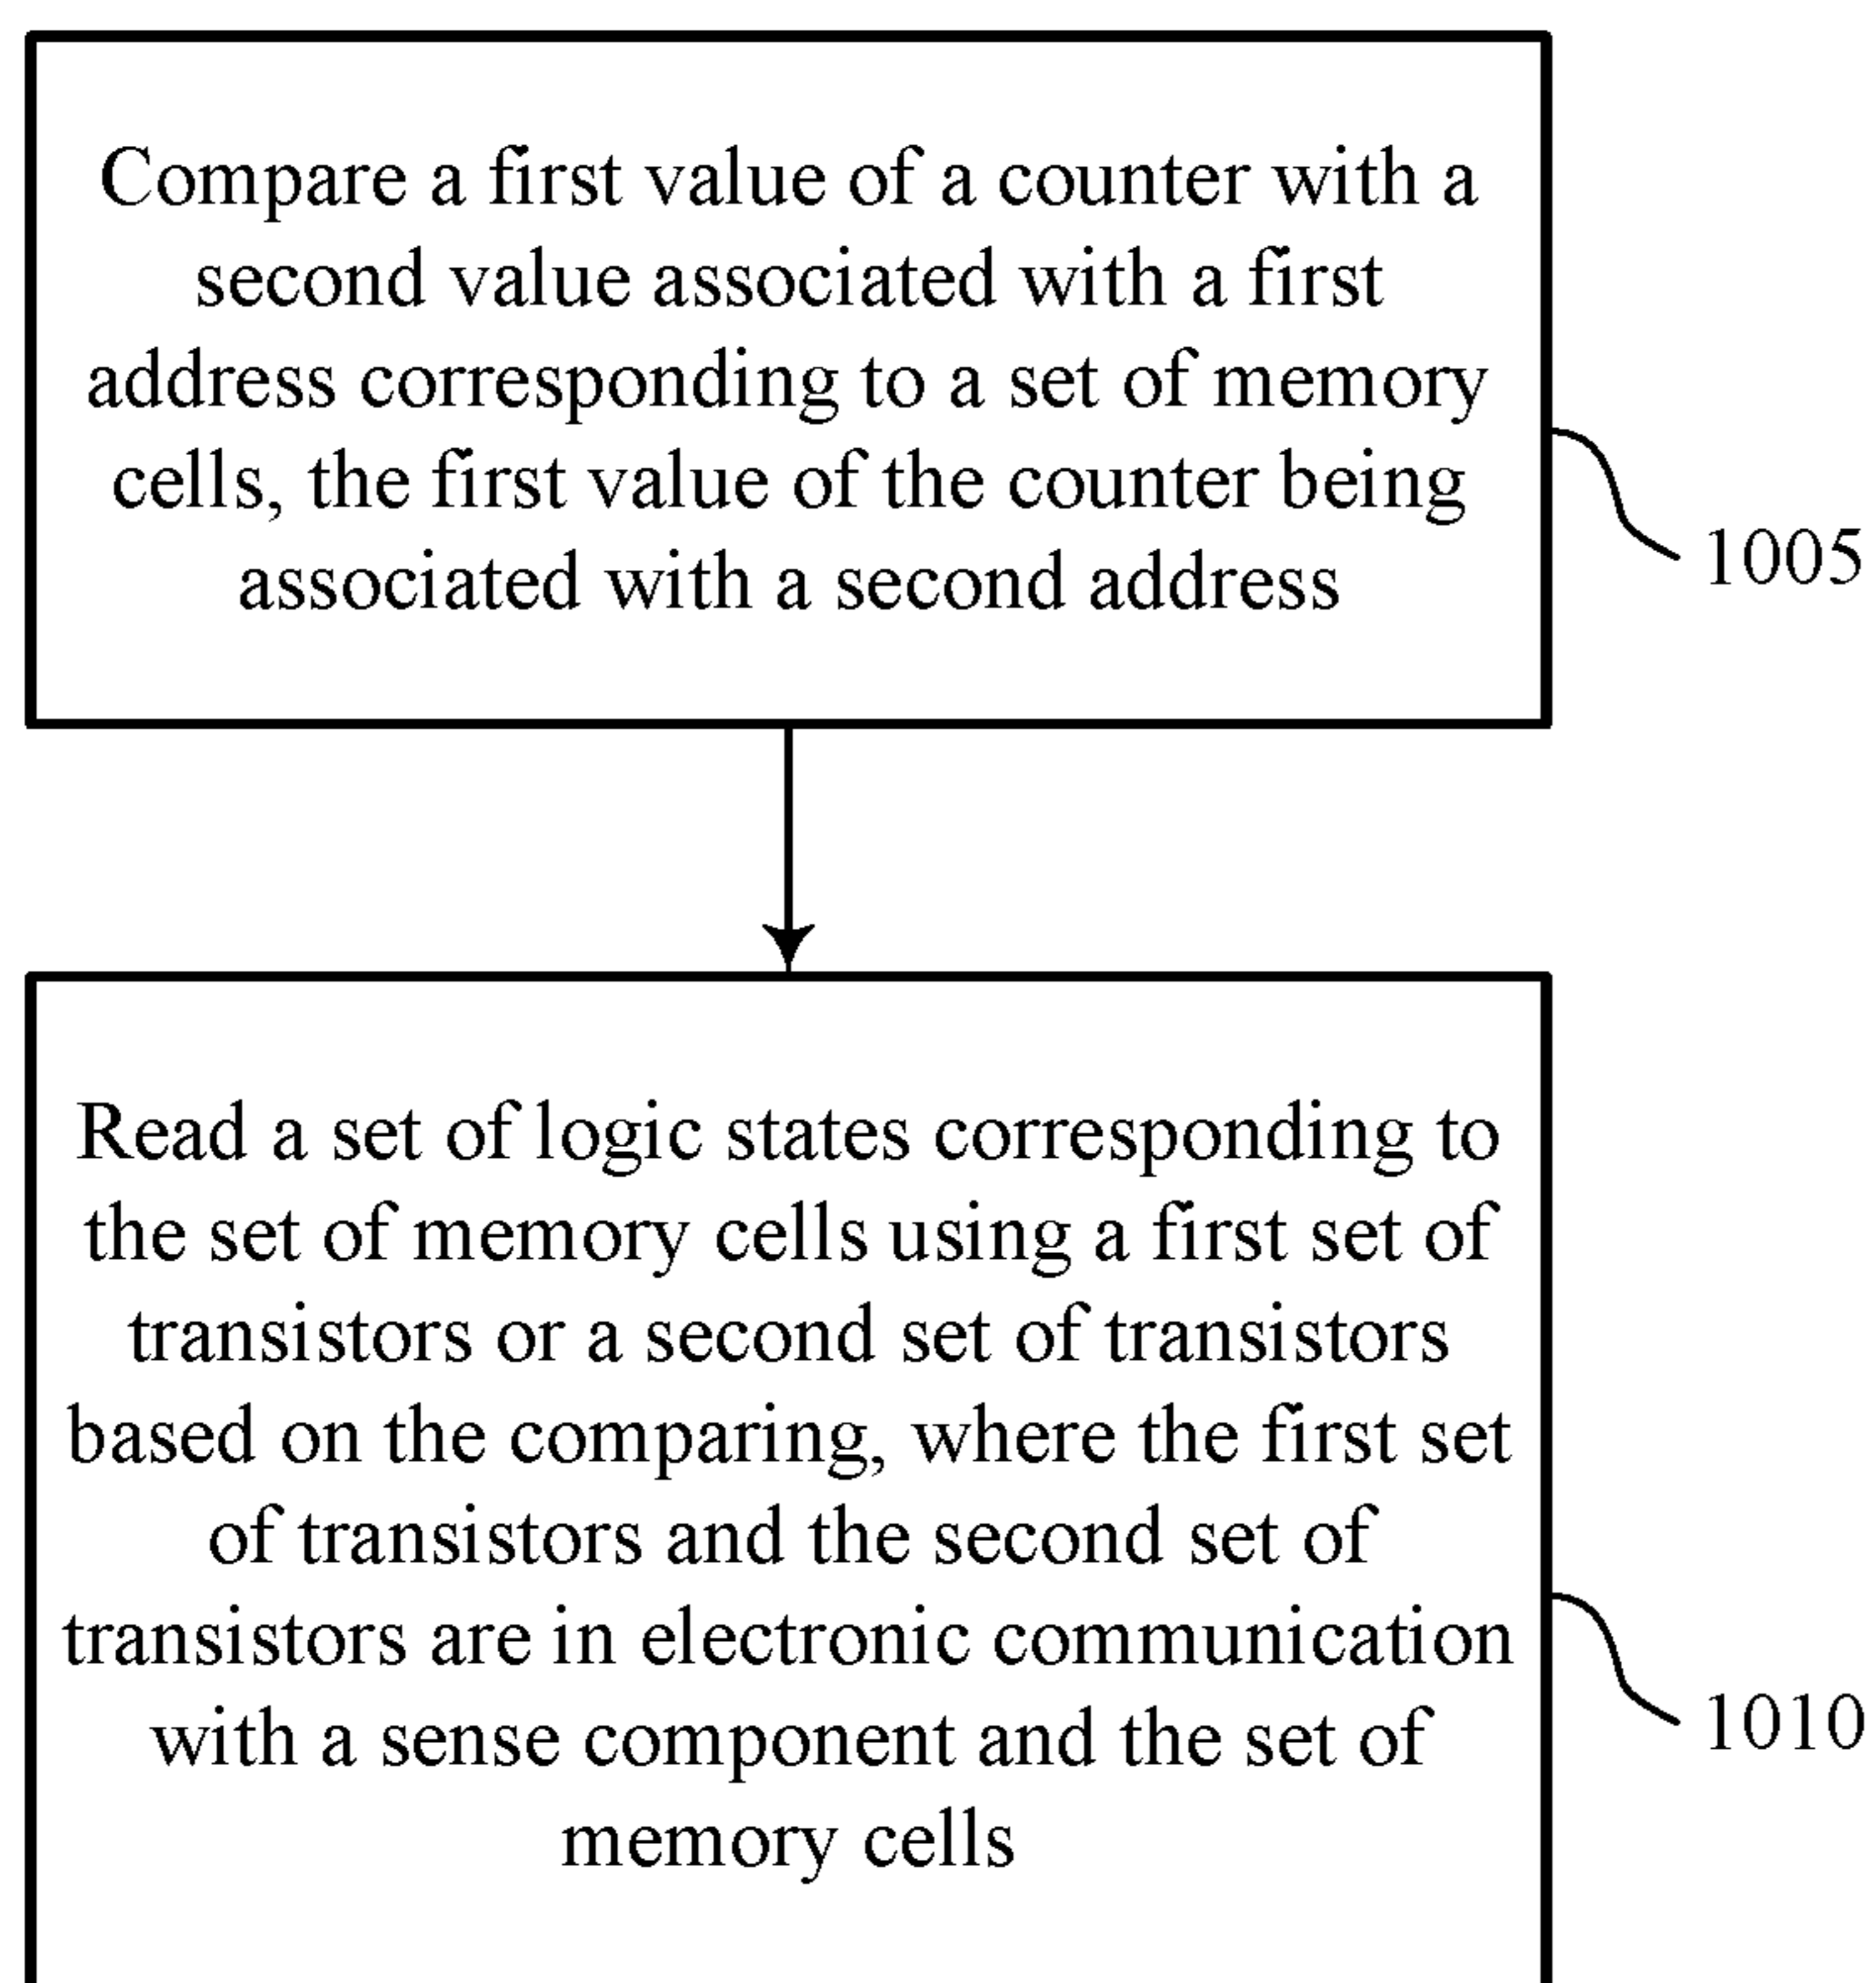 Compare a first value of a counter with a
second value associated with a first
address corresponding to a set of memory
cells, the first value of the counter being
associated with a second address
1005
Read a set of logic states corresponding to
the set of memory cells using a first set of
transistors or a second set of transistors
based on the comparing, where the first set
of transistors and the second set of
transistors are in electronic communication
with a sense component and the set of
memory cells
1010